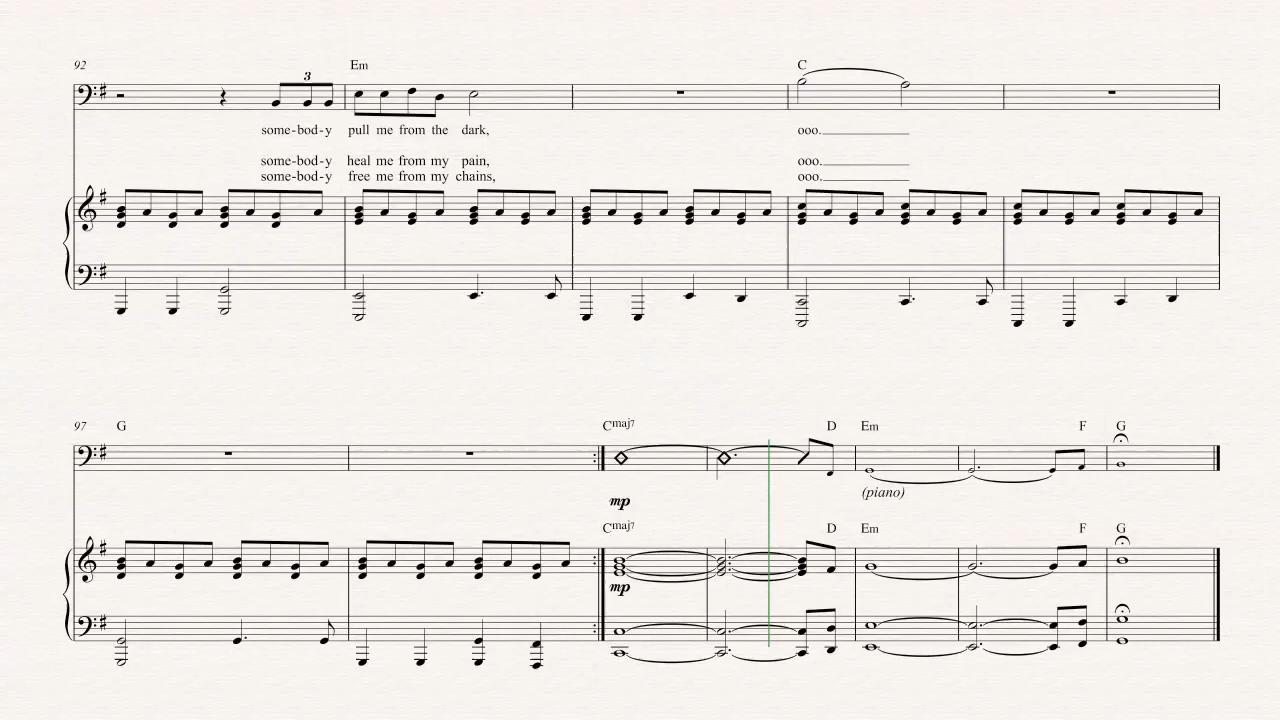 92
Em
C
3
some-bod-y pull me from the dark, ooo.
some-bod-y heal me from my pain, ooo.
some-bod-y free me from my chains, ooo.
97
G
Cmaj7
D
Em
F
G
mp
(piano)
Cmaj7
D
Em
F
G
mp